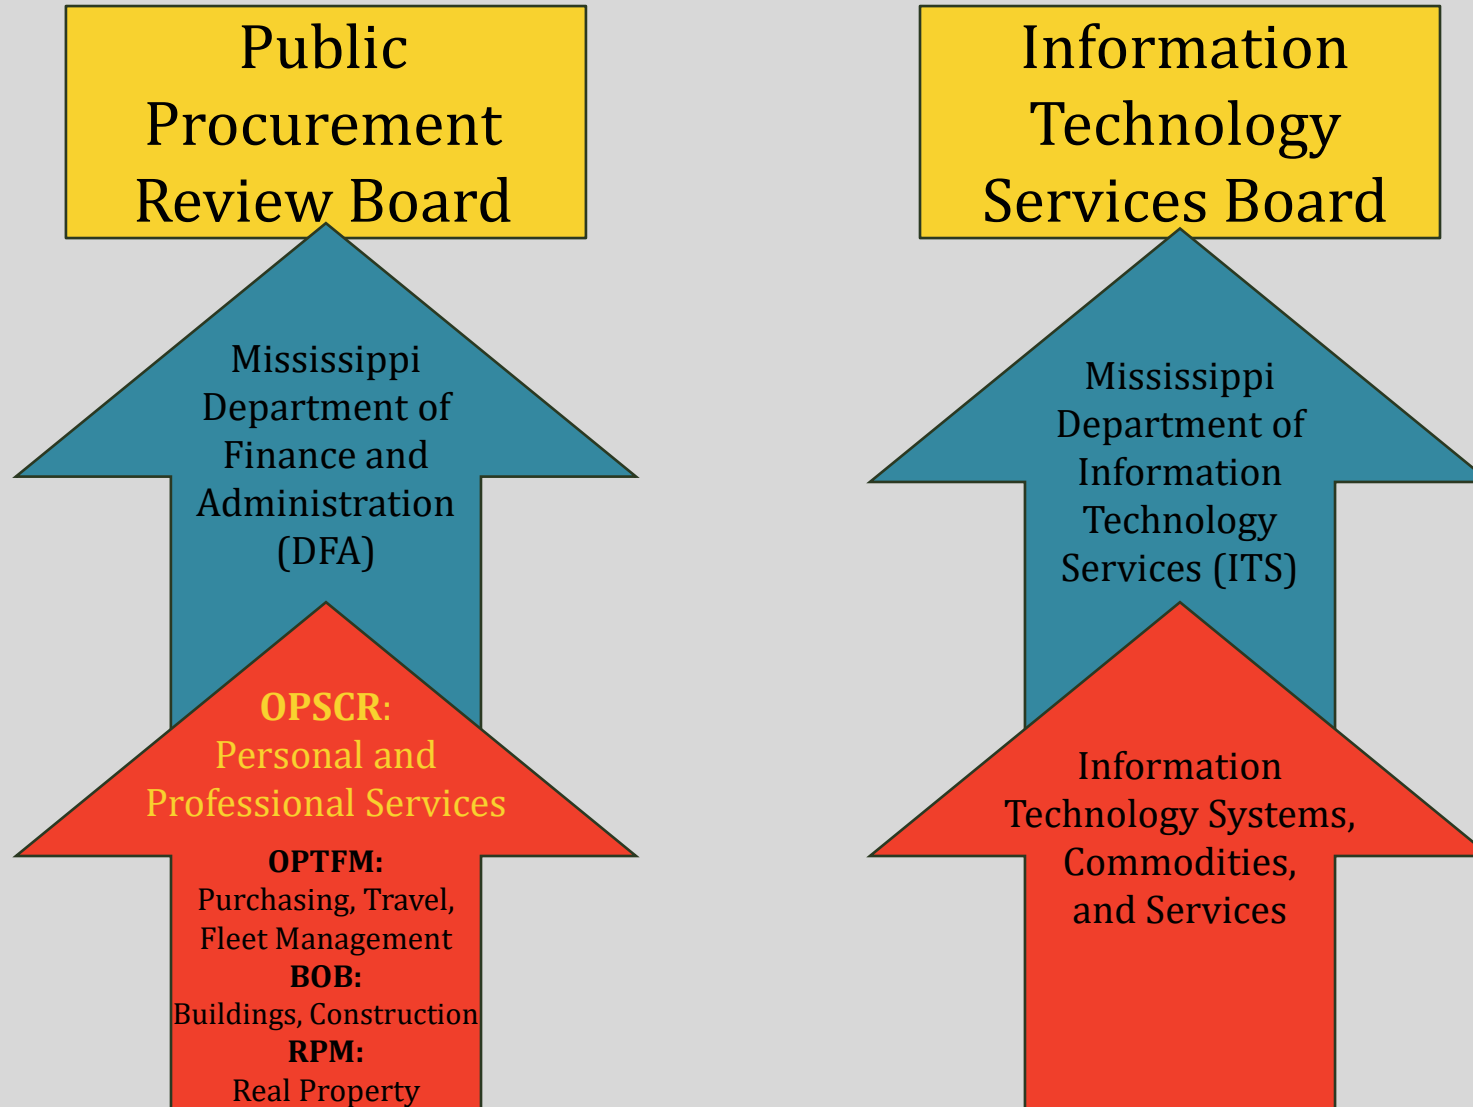 Public
Procurement
Review Board
Mississippi
Department of
Finance and
Administration
(DFA)
OPSCR:
Personal and
Professional Services
OPTFM:
Purchasing, Travel,
Fleet Management
BOB:
Buildings, Construction
RPM:
Real Property
Information
Technology
Services Board
Mississippi
Department of
Information
Technology
Services (ITS)
Information
Technology Systems,
Commodities,
and Services